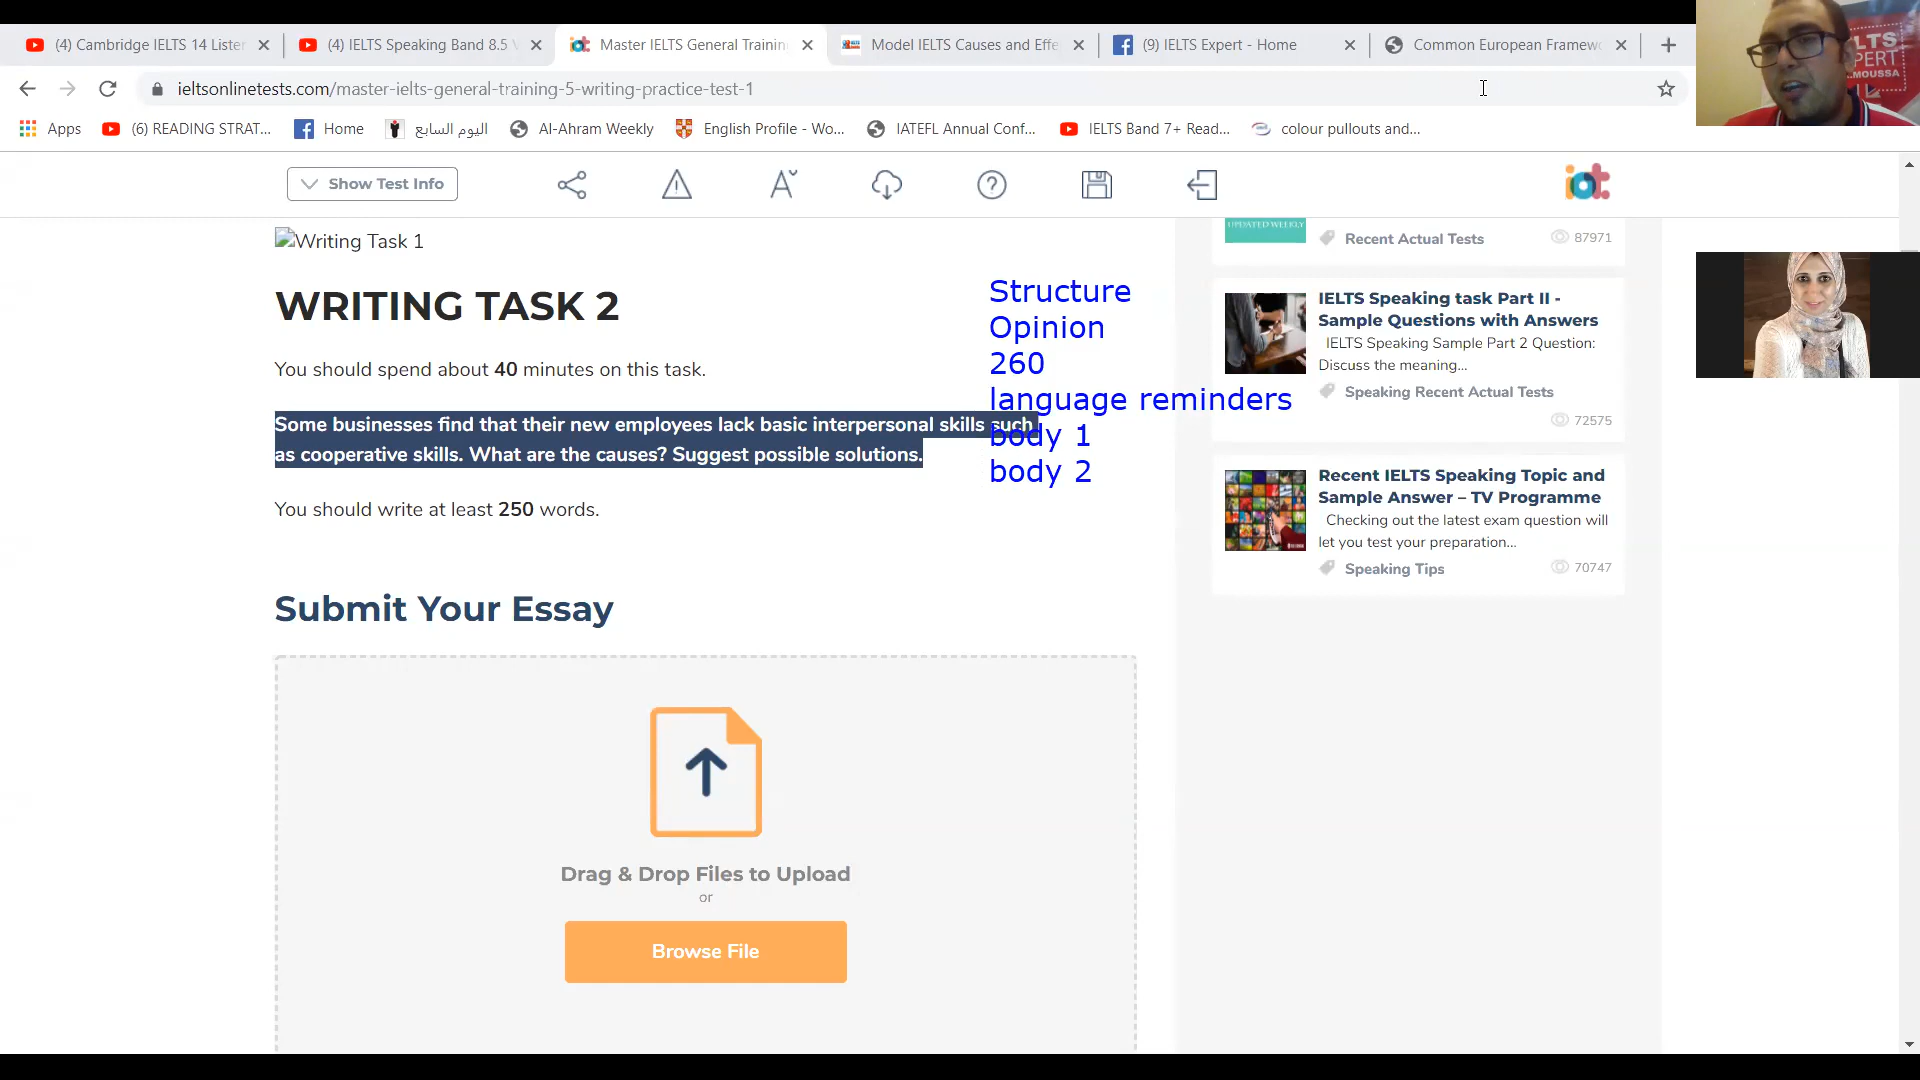 (4) Cambridge IELTS 14 Lister
(4) IELTS Speaking Band 8.5 V
Master IELTS General Trainin
Model IELTS Causes and Effe
(9) IELTS Expert - Home
Common European Framewo
ieltsonlinetests.com/master-ielts-general-training-5-writing-practice-test-1
Apps
(6) READING STRAT...
Home
اليوم السابع
Al-Ahram Weekly
English Profile - Wo...
IATEFL Annual Conf...
IELTS Band 7+ Read...
colour pullouts and...
LTS
PERT
.MOUSSA
Show Test Info
iot
Writing Task 1
WRITING TASK 2
You should spend about 40 minutes on this task.
Some businesses find that their new employees lack basic interpersonal skills such
as cooperative skills. What are the causes? Suggest possible solutions.
You should write at least 250 words.
Structure
Opinion
260
language reminders
body 1
body 2
Submit Your Essay
Drag & Drop Files to Upload
or
Browse File
UPDATED WEEKLY
Recent Actual Tests
87971
IELTS Speaking task Part II -
Sample Questions with Answers
IELTS Speaking Sample Part 2 Question:
Discuss the meaning...
Speaking Recent Actual Tests
72575
Recent IELTS Speaking Topic and
Sample Answer – TV Programme
Checking out the latest exam question will
let you test your preparation...
Speaking Tips
70747